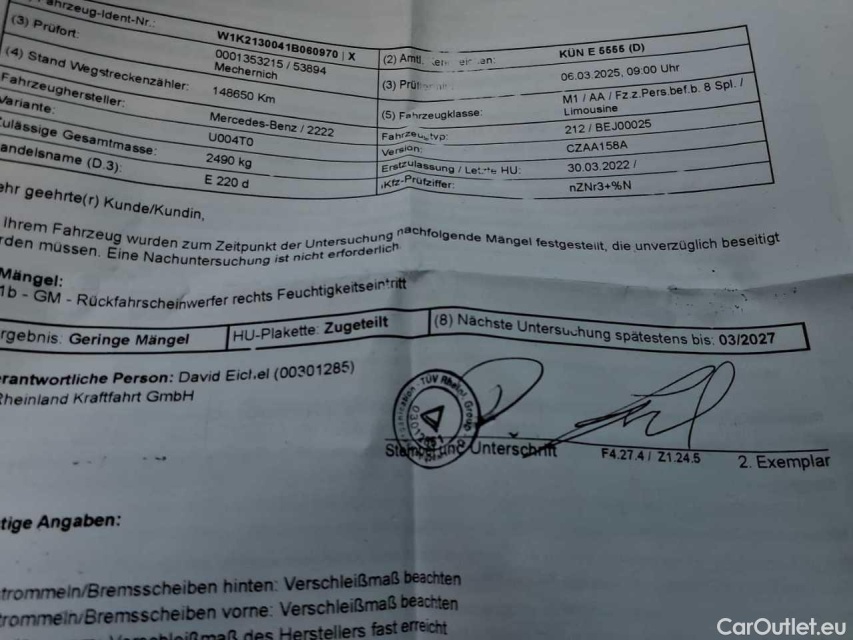 Fahrzeug-Ident-Nr.: W1K2130041B060970 | X (2) Amtl. KÜN E 5555 (D)
(3) Prüfort: 0001353215 / 53894 Mechernich (3) 06.03.2025, 09:00 Uhr
(4) Stand Wegstreckenzähler: 148650 Km (5) Fahrzeugklasse: M1 / AA / Fz.z.Pers.bef.b. 8 Spl. / Limousine
Fahrzeughersteller: Mercedes-Benz / 2222 Fahrzeugtyp: 212 / BEJ00025
Variante: U004T0 Version: CZAA158A
ulässige Gesamtmasse: 2490 kg Erstzulassung / Letzte HU: 30.03.2022 /
andelsname (D.3): E 220 d Kfz-Prüfziffer: nZNr3+%N
ehr geehrte(r) Kunde/Kundin,
Ihrem Fahrzeug wurden zum Zeitpunkt der Untersuchung nachfolgende Mängel festgestellt, die unverzüglich beseitigt
rden müssen. Eine Nachuntersuchung ist nicht erforderlich
Mängel:
1b - GM - Rückfahrscheinwerfer rechts Feuchtigkeitseintritt
rgebnis: Geringe Mängel HU-Plakette: Zugeteilt (8) Nächste Untersuchung spätestens bis: 03/2027
rantwortliche Person: David Eichel (00301285)
Rheinland Kraftfahrt GmbH
TÜV Rheinl Group
Stempel und Unterschrift F4.27.4 / Z1.24.5 2. Exemplar
tige Angaben:
trommeln/Bremsscheiben hinten: Verschleißmaß beachten
trommeln/Bremsscheiben vorne: Verschleißmaß beachten
Verschleißmaß des Herstellers fast erreicht
CarOutlet.eu